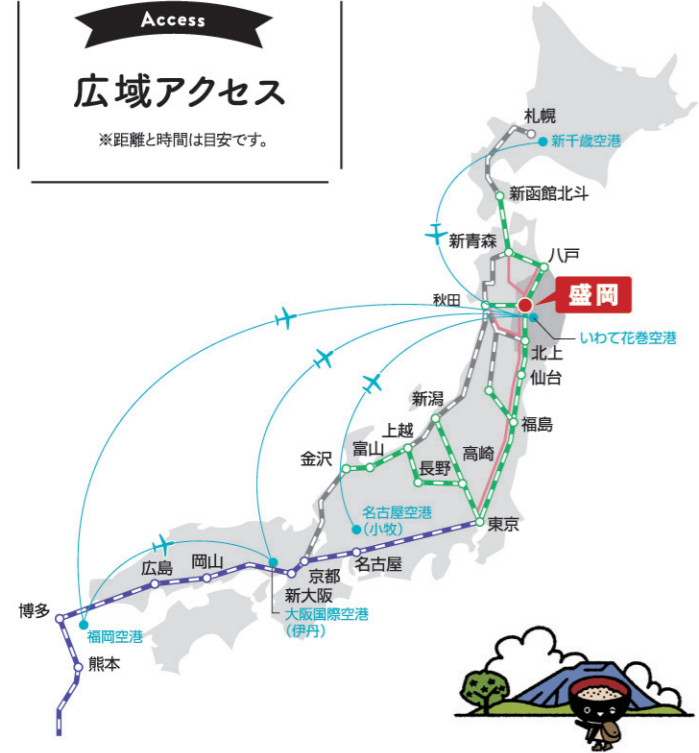 Access
広域アクセス
※距離と時間は目安です。
札幌
新千歳空港
新函館北斗
新青森
八戸
秋田
盛岡
いわて花巻空港
北上
仙台
新潟
福島
上越
高崎
富山
金沢
長野
名古屋空港
(小牧)
東京
名古屋
京都
岡山
広島
新大阪
大阪国際空港
(伊丹)
博多
福岡空港
熊本